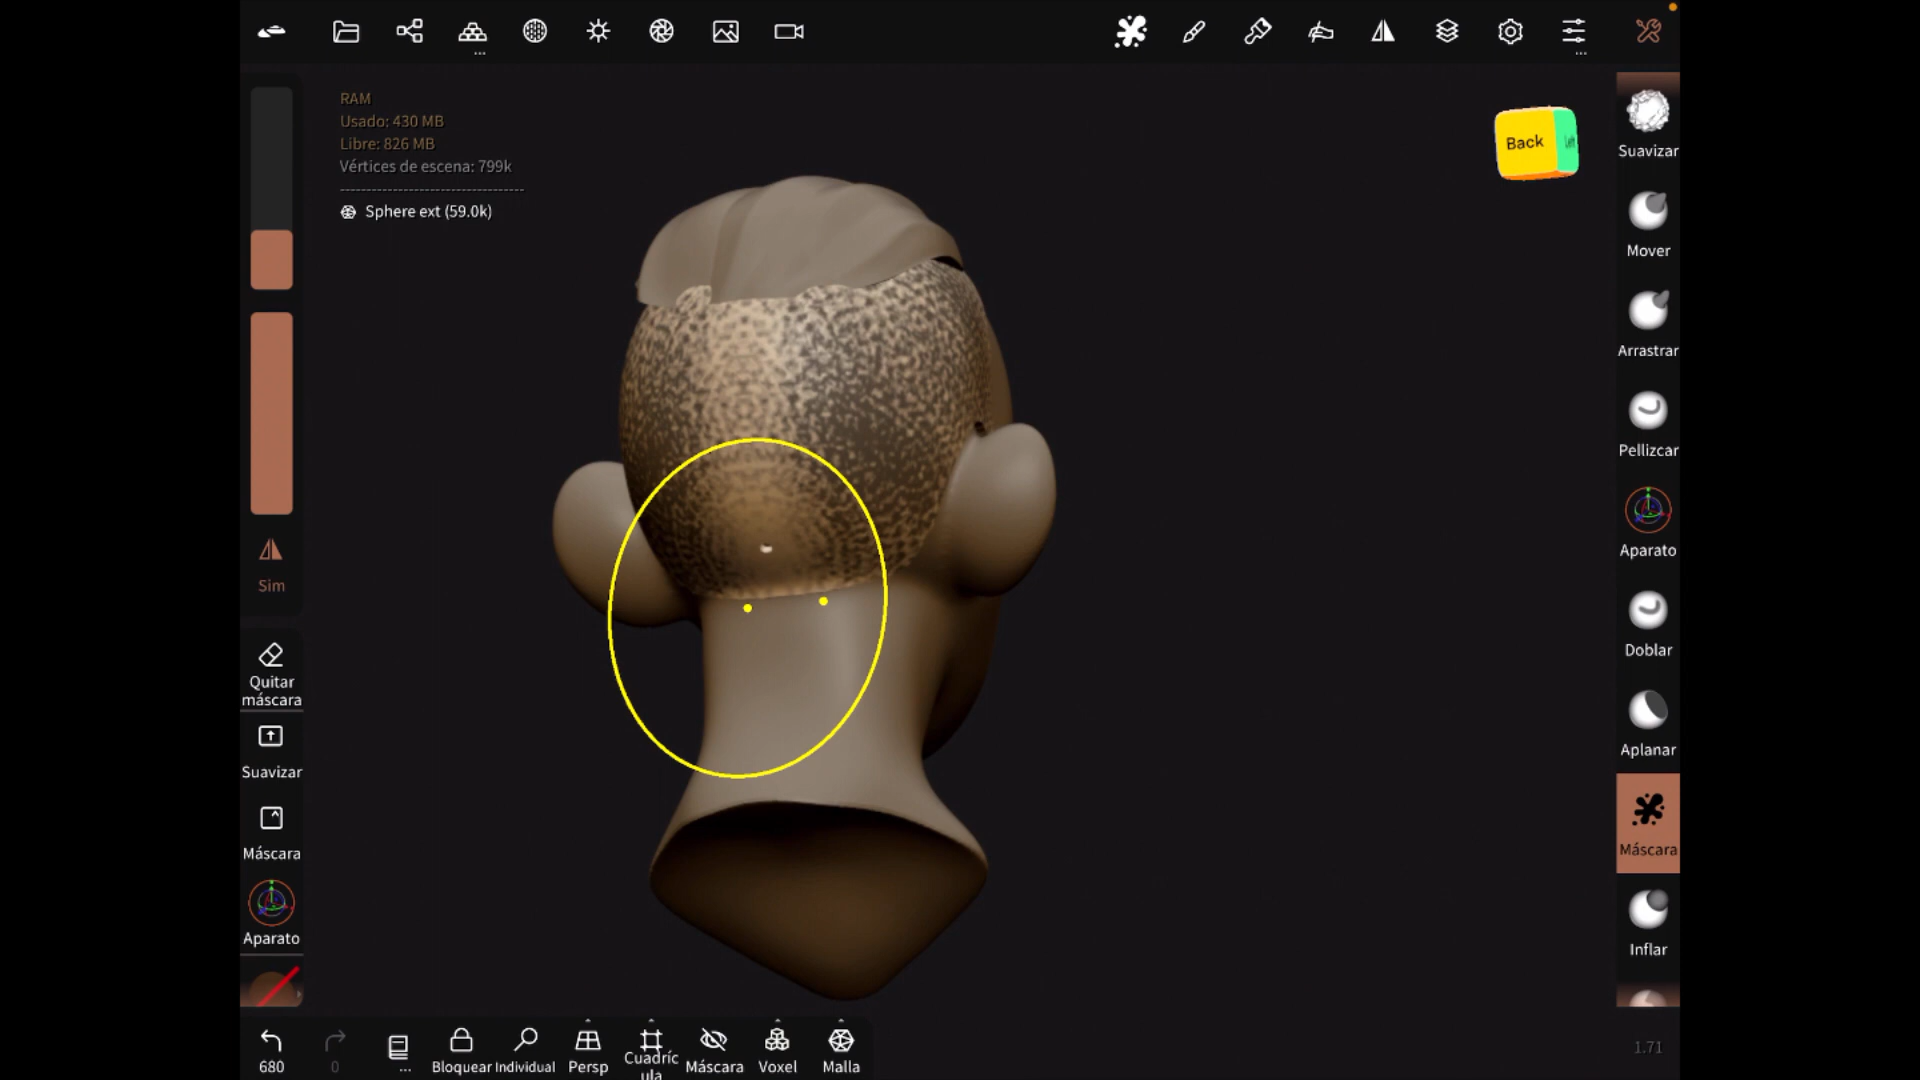 RAM
Usado: 430 MB
Libre: 826 MB
Vértices de escena: 799k
Sphere ext (59.0k)
Back
Left
Sim
Quitar
máscara
Suavizar
Máscara
Aparato
Suavizar
Mover
Arrastrar
Pellizcar
Aparato
Doblar
Aplanar
Máscara
Inflar
680
0
...
Bloquear
Individual
Persp
Cuadríc
ula
Máscara
Voxel
Malla
1.71